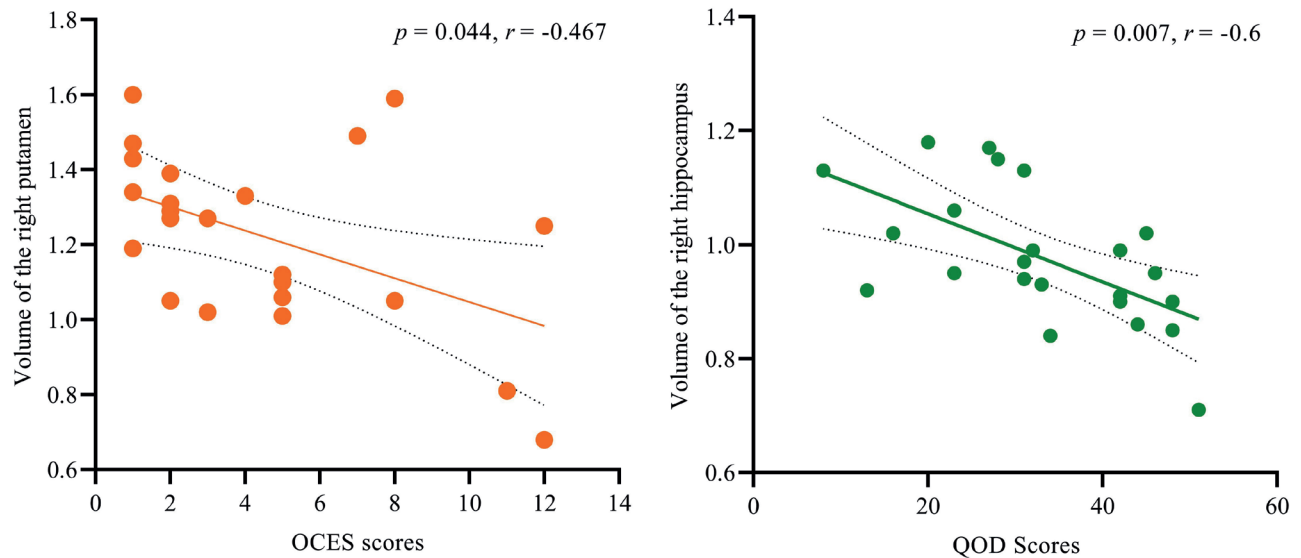 p = 0.044, r = -0.467
Volume of the right putamen
1.8
1.6
1.4
1.2
1.0
0.8
0.6
0 2 4 6 8 10 12 14
OCES scores
p = 0.007, r = -0.6
Volume of the right hippocampus
1.4
1.2
1.0
0.8
0.6
0 20 40 60
QOD Scores